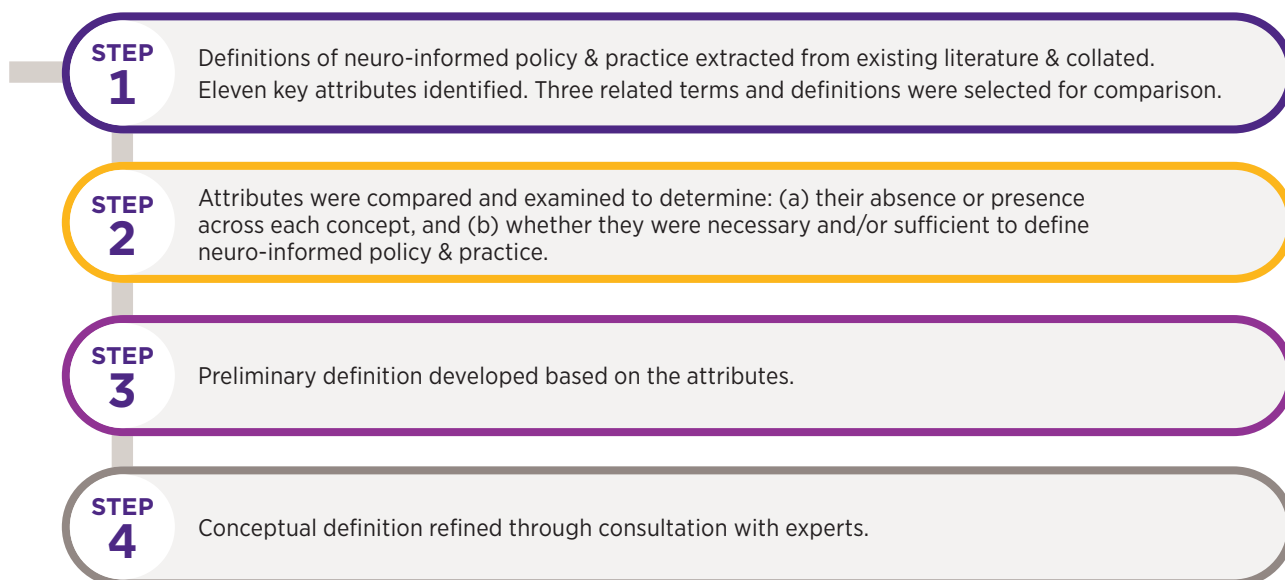 STEP
1
Definitions of neuro-informed policy & practice extracted from existing literature & collated.
Eleven key attributes identified. Three related terms and definitions were selected for comparison.
STEP
2
Attributes were compared and examined to determine: (a) their absence or presence
across each concept, and (b) whether they were necessary and/or sufficient to define
neuro-informed policy & practice.
STEP
3
Preliminary definition developed based on the attributes.
STEP
4
Conceptual definition refined through consultation with experts.